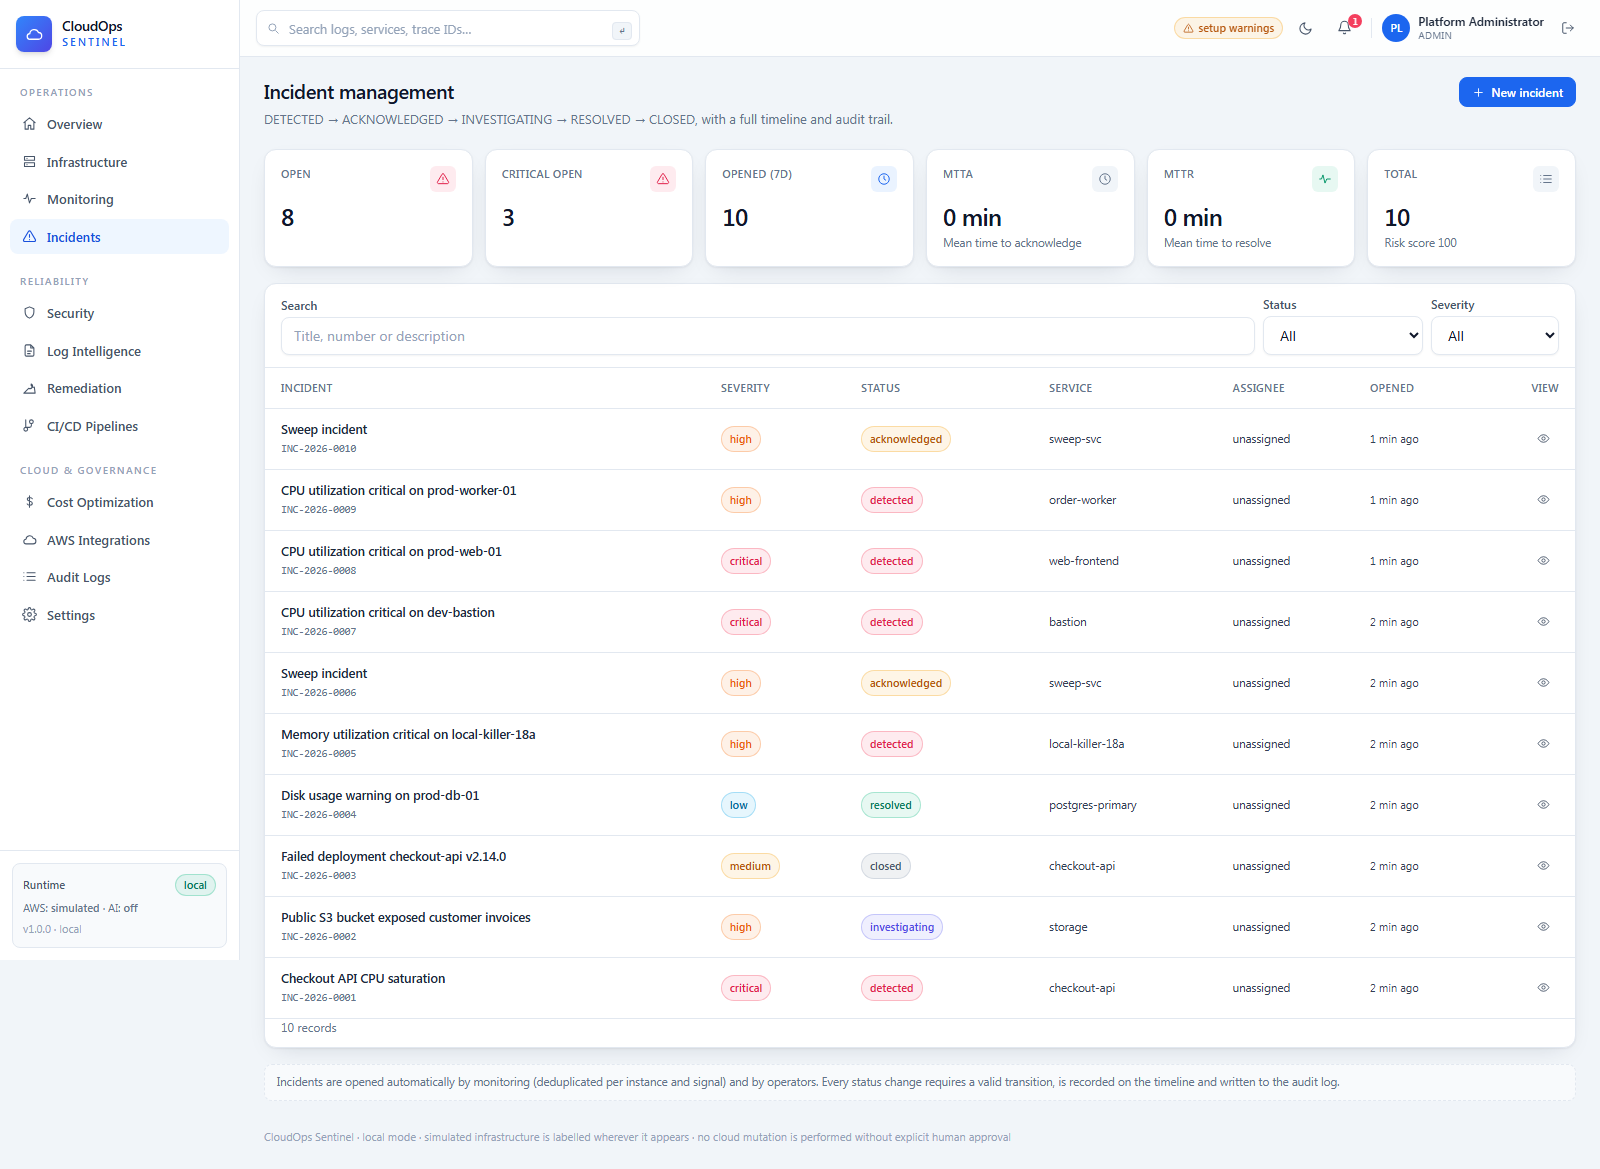 CloudOps
SENTINEL
Search logs, services, trace IDs...
setup warnings
1
PL
Platform Administrator
ADMIN
OPERATIONS
Overview
Infrastructure
Monitoring
Incidents
RELIABILITY
Security
Log Intelligence
Remediation
CI/CD Pipelines
CLOUD & GOVERNANCE
Cost Optimization
AWS Integrations
Audit Logs
Settings
Runtime
local
AWS: simulated · AI: off
v1.0.0 · local
Incident management
New incident
DETECTED → ACKNOWLEDGED → INVESTIGATING → RESOLVED → CLOSED, with a full timeline and audit trail.
OPEN
8
CRITICAL OPEN
3
OPENED (7D)
10
MTTA
0 min
Mean time to acknowledge
MTTR
0 min
Mean time to resolve
TOTAL
10
Risk score 100
Search
Title, number or description
Status
All
Severity
All
INCIDENT SEVERITY STATUS SERVICE ASSIGNEE OPENED VIEW
Sweep incident
INC-2026-0010
high acknowledged sweep-svc unassigned 1 min ago
CPU utilization critical on prod-worker-01
INC-2026-0009
high detected order-worker unassigned 1 min ago
CPU utilization critical on prod-web-01
INC-2026-0008
critical detected web-frontend unassigned 1 min ago
CPU utilization critical on dev-bastion
INC-2026-0007
critical detected bastion unassigned 2 min ago
Sweep incident
INC-2026-0006
high acknowledged sweep-svc unassigned 2 min ago
Memory utilization critical on local-killer-18a
INC-2026-0005
high detected local-killer-18a unassigned 2 min ago
Disk usage warning on prod-db-01
INC-2026-0004
low resolved postgres-primary unassigned 2 min ago
Failed deployment checkout-api v2.14.0
INC-2026-0003
medium closed checkout-api unassigned 2 min ago
Public S3 bucket exposed customer invoices
INC-2026-0002
high investigating storage unassigned 2 min ago
Checkout API CPU saturation
INC-2026-0001
critical detected checkout-api unassigned 2 min ago
10 records
Incidents are opened automatically by monitoring (deduplicated per instance and signal) and by operators. Every status change requires a valid transition, is recorded on the timeline and written to the audit log.
CloudOps Sentinel · local mode · simulated infrastructure is labelled wherever it appears · no cloud mutation is performed without explicit human approval